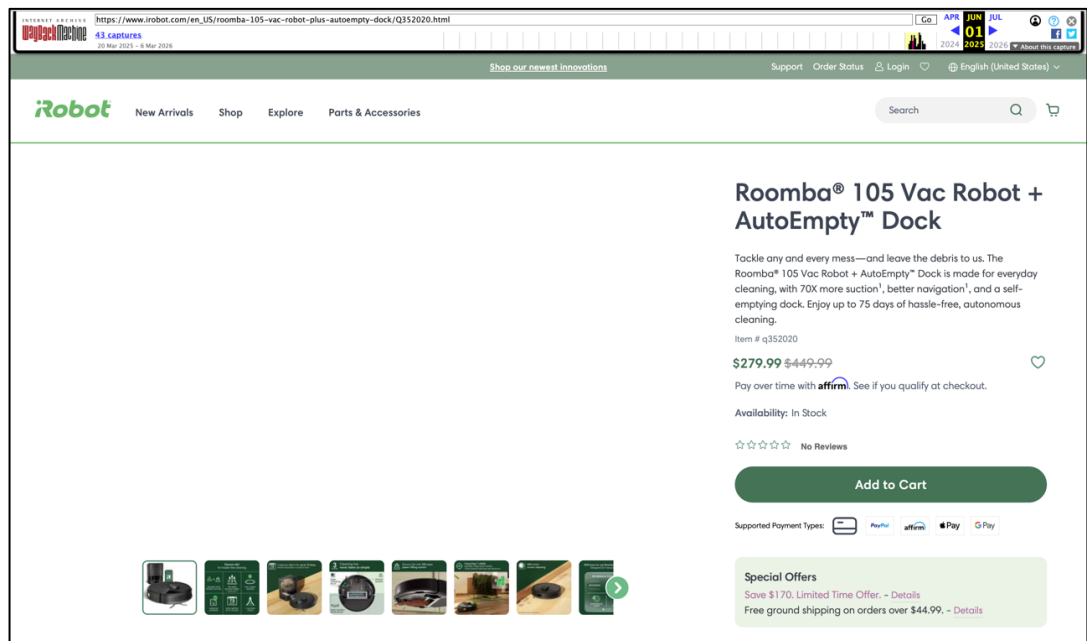 INTERNET ARCHIVE
WayBackMachine
https://www.irobot.com/en_US/roomba-105-vac-robot-plus-autoempty-dock/Q352020.html
Go
APR JUN JUL
43 captures
01
20 Mar 2025 – 6 Mar 2026
2024 2025 2026
▼ About this capture
Shop our newest innovations
Support Order Status Login English (United States)
iRobot
New Arrivals Shop Explore Parts & Accessories
Search
Roomba® 105 Vac Robot +
AutoEmpty™ Dock
Tackle any and every mess—and leave the debris to us. The
Roomba® 105 Vac Robot + AutoEmpty™ Dock is made for everyday
cleaning, with 70X more suction¹, better navigation¹, and a self-
emptying dock. Enjoy up to 75 days of hassle-free, autonomous
cleaning.
Item # q352020
$279.99 $449.99
Pay over time with affirm. See if you qualify at checkout.
Availability: In Stock
No Reviews
Add to Cart
Supported Payment Types: PayPal affirm Pay G Pay
Special Offers
Save $170. Limited Time Offer. - Details
Free ground shipping on orders over $44.99. - Details